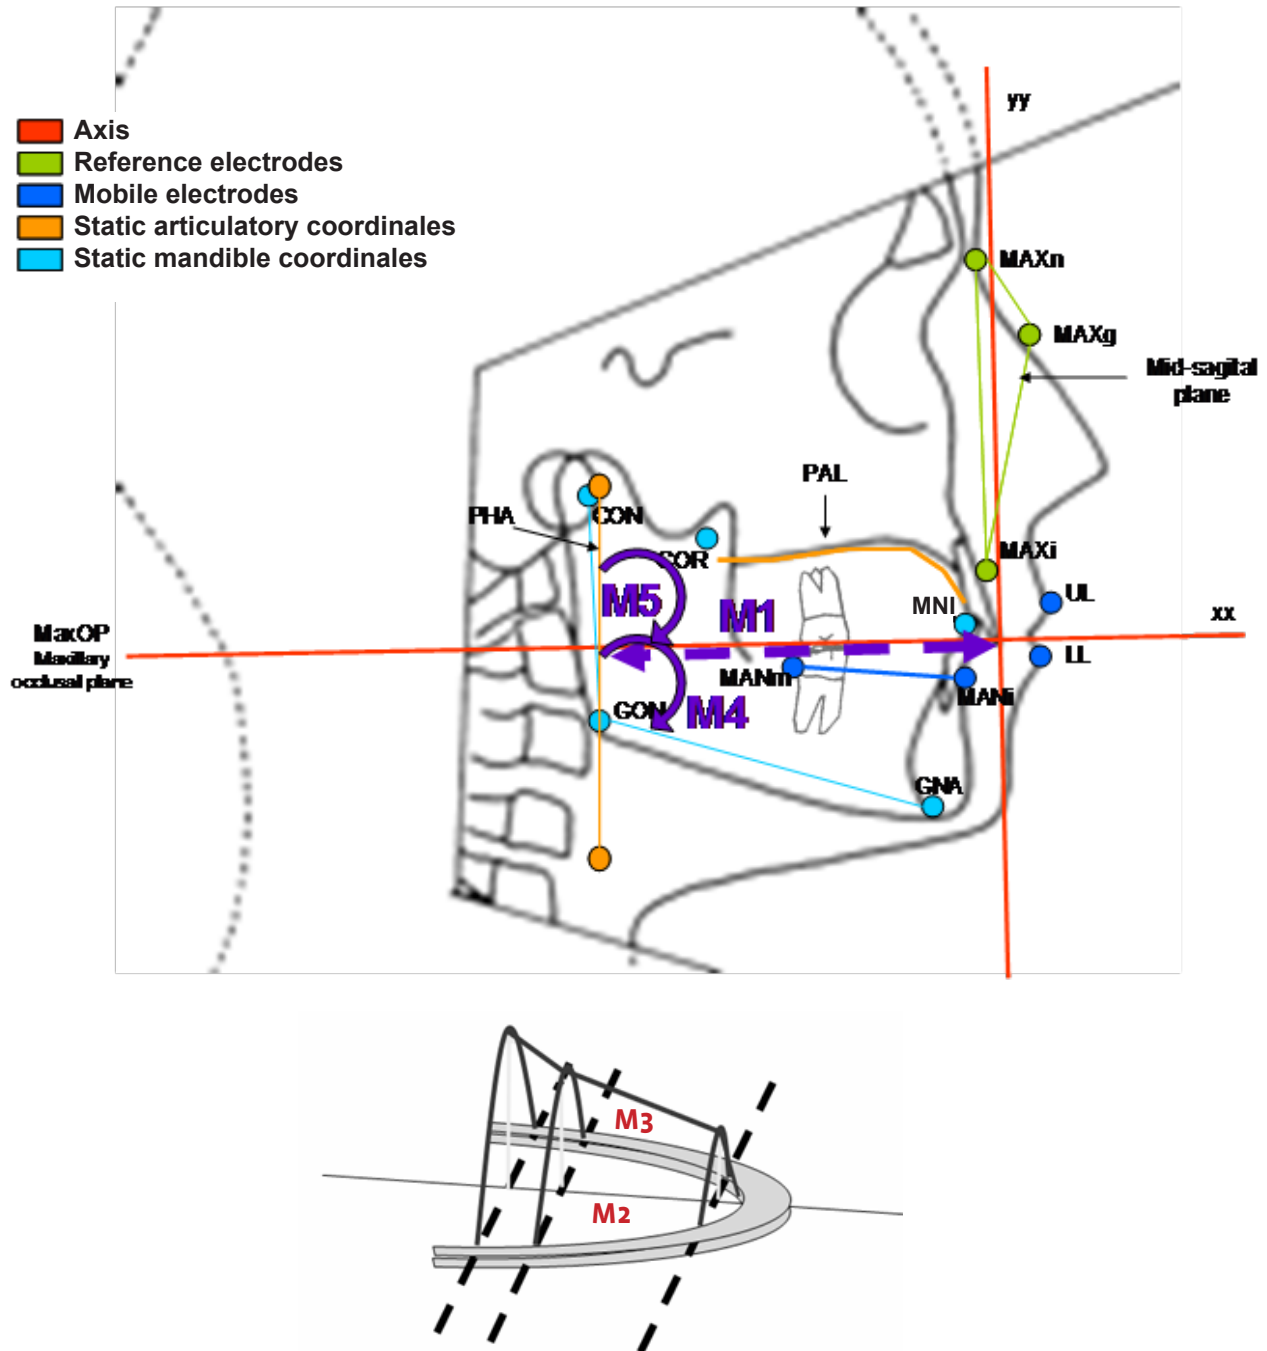 yy
Axis
Reference electrodes
Mobile electrodes
Static articulatory coordinales
Static mandible coordinales
MAXn
MAXg
Mid-sagital
plane
PAL
PHA
CON
COR
MAXi
M5
M1
MNI
UL
xx
MaxOP
Maxillary
occlusal plane
LL
MANm
MANi
GON
M4
GNA
M3
M2